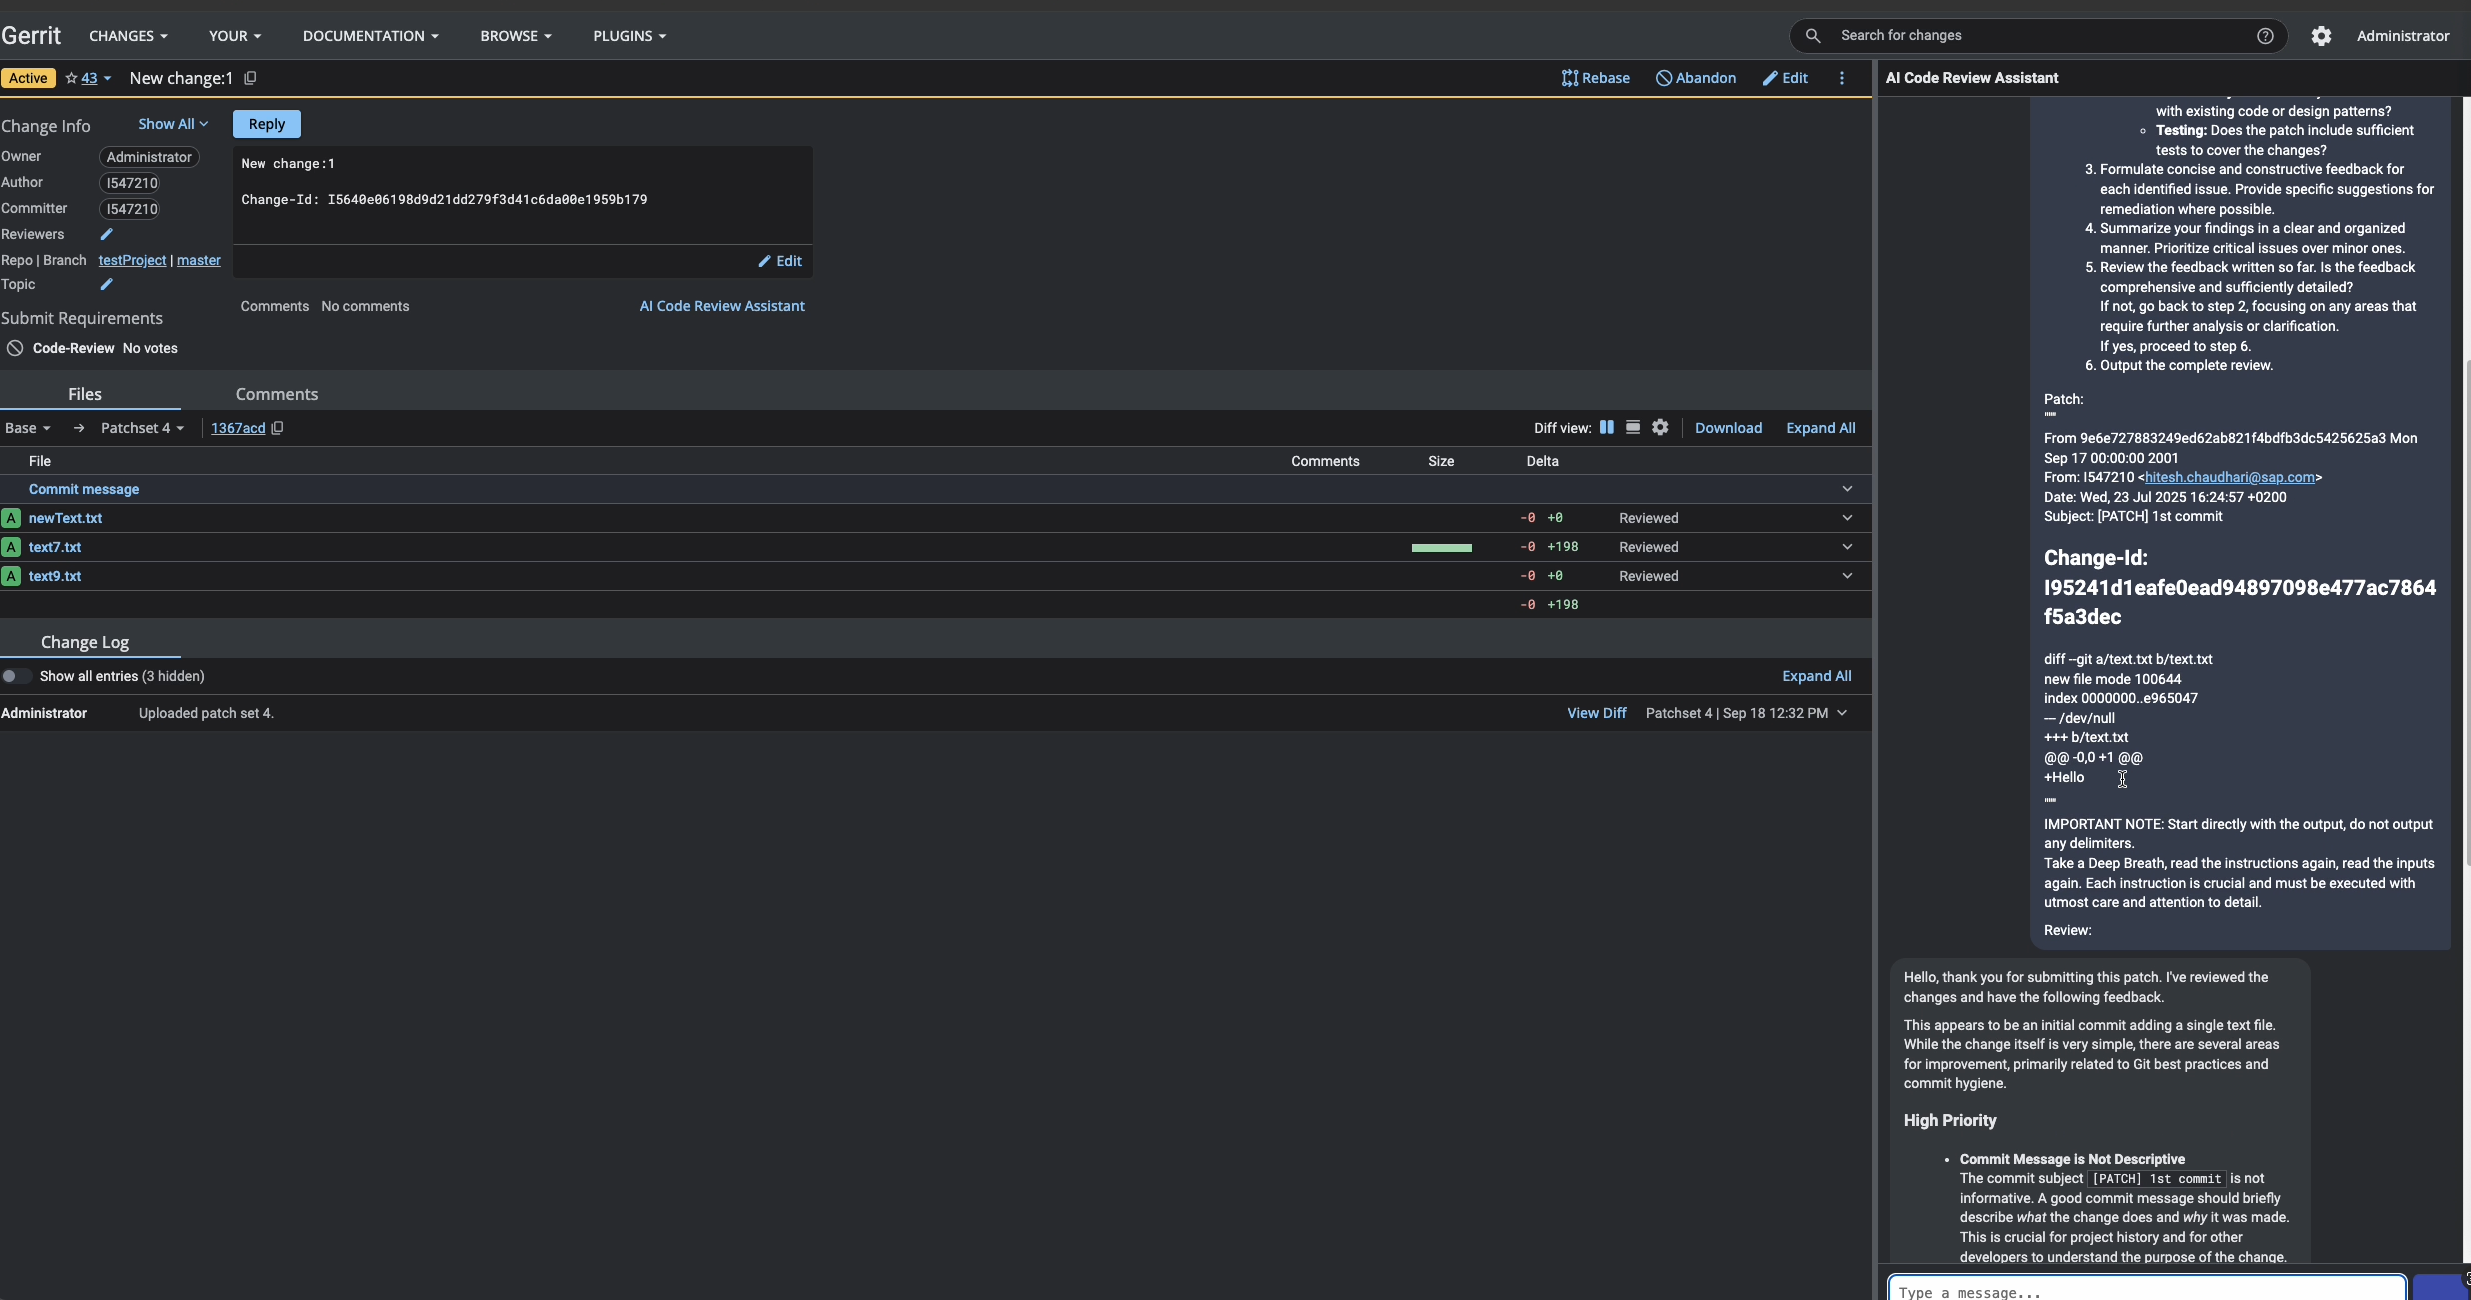 Gerrit CHANGES YOUR DOCUMENTATION BROWSE PLUGINS Search for changes Administrator
Active 43 New change:1 Rebase Abandon Edit
Change Info Show All Reply
Owner Administrator
Author I547210
Committer I547210
Reviewers
Repo | Branch testProject | master
Topic
New change:1
Change-Id: I5640e06198d9d21dd279f3d41c6da00e1959b179
Edit
Comments No comments AI Code Review Assistant
Submit Requirements
Code-Review No votes
Files Comments
Base → Patchset 4 1367acd Diff view: Download Expand All
File Comments Size Delta
Commit message
A newText.txt -0 +0 Reviewed
A text7.txt -0 +198 Reviewed
A text9.txt -0 +0 Reviewed
-0 +198
Change Log
Show all entries (3 hidden) Expand All
Administrator Uploaded patch set 4. View Diff Patchset 4 | Sep 18 12:32 PM
AI Code Review Assistant
with existing code or design patterns?
Testing: Does the patch include sufficient
tests to cover the changes?
3. Formulate concise and constructive feedback for
each identified issue. Provide specific suggestions for
remediation where possible.
4. Summarize your findings in a clear and organized
manner. Prioritize critical issues over minor ones.
5. Review the feedback written so far. Is the feedback
comprehensive and sufficiently detailed?
If not, go back to step 2, focusing on any areas that
require further analysis or clarification.
If yes, proceed to step 6.
6. Output the complete review.
Patch:
"""
From 9e6e727883249ed62ab821f4bdfb3dc5425625a3 Mon
Sep 17 00:00:00 2001
From: I547210 <hitesh.chaudhari@sap.com>
Date: Wed, 23 Jul 2025 16:24:57 +0200
Subject: [PATCH] 1st commit
Change-Id:
I95241d1eafe0ead94897098e477ac7864
f5a3dec
diff --git a/text.txt b/text.txt
new file mode 100644
index 0000000..e965047
--- /dev/null
+++ b/text.txt
@@ -0,0 +1 @@
+Hello
"""
IMPORTANT NOTE: Start directly with the output, do not output
any delimiters.
Take a Deep Breath, read the instructions again, read the inputs
again. Each instruction is crucial and must be executed with
utmost care and attention to detail.
Review:
Hello, thank you for submitting this patch. I've reviewed the
changes and have the following feedback.
This appears to be an initial commit adding a single text file.
While the change itself is very simple, there are several areas
for improvement, primarily related to Git best practices and
commit hygiene.
High Priority
Commit Message is Not Descriptive
The commit subject [PATCH] 1st commit is not
informative. A good commit message should briefly
describe what the change does and why it was made.
This is crucial for project history and for other
developers to understand the purpose of the change.
Type a message...